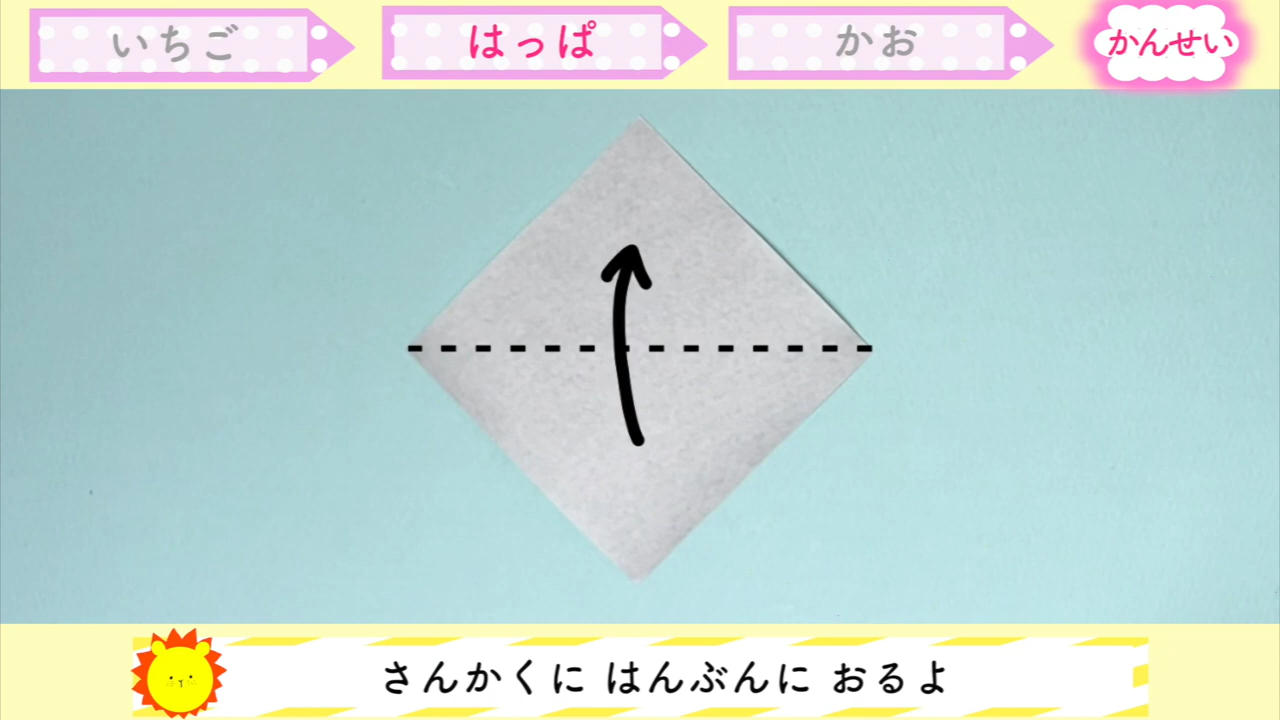 いちご
はっぱ
かお
かんせい
さんかくに はんぶんに おるよ